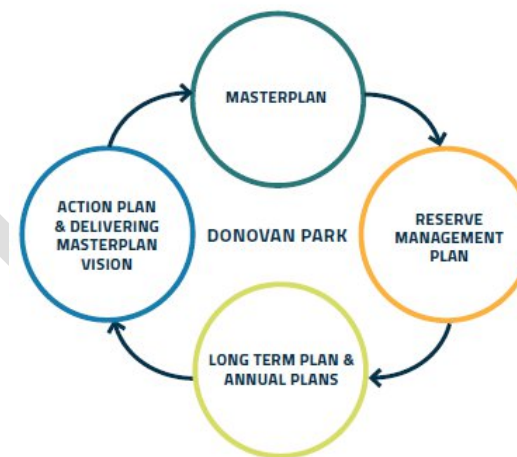 MASTERPLAN
ACTION PLAN
& DELIVERING
MASTERPLAN
VISION
DONOVAN PARK
RESERVE
MANAGEMENT
PLAN
LONG TERM PLAN &
ANNUAL PLANS